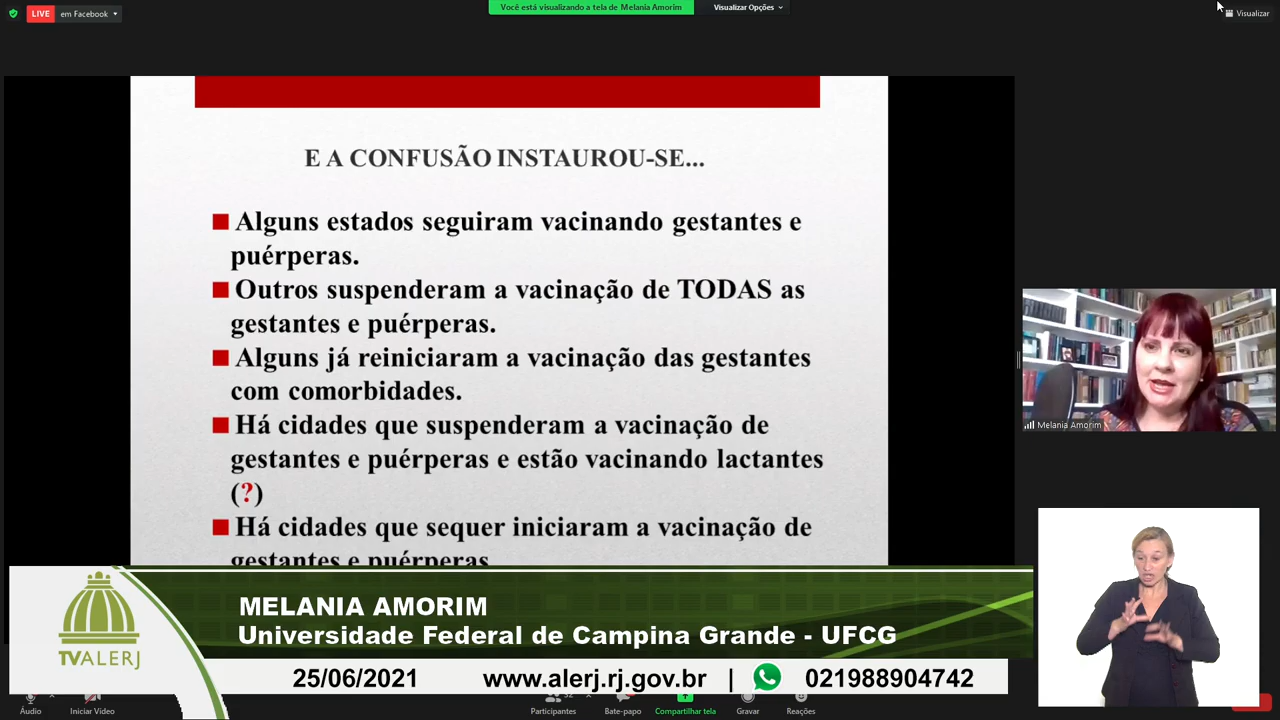 LIVE em Facebook
Você está visualizando a tela de Melania Amorim
Visualizar Opções
Visualizar
E A CONFUSÃO INSTAUROU-SE...
Alguns estados seguiram vacinando gestantes e
puérperas.
Outros suspenderam a vacinação de TODAS as
gestantes e puérperas.
Alguns já reiniciaram a vacinação das gestantes
com comorbidades.
Há cidades que suspenderam a vacinação de
gestantes e puérperas e estão vacinando lactantes
(?)
Há cidades que sequer iniciaram a vacinação de
gestantes e puérperas
Melania Amorim
TVALERJ
MELANIA AMORIM
Universidade Federal de Campina Grande - UFCG
25/06/2021 www.alerj.rj.gov.br | 021988904742
Áudio
Iniciar Vídeo
Participantes
Bate-papo
Compartilhar tela
Gravar
Reações